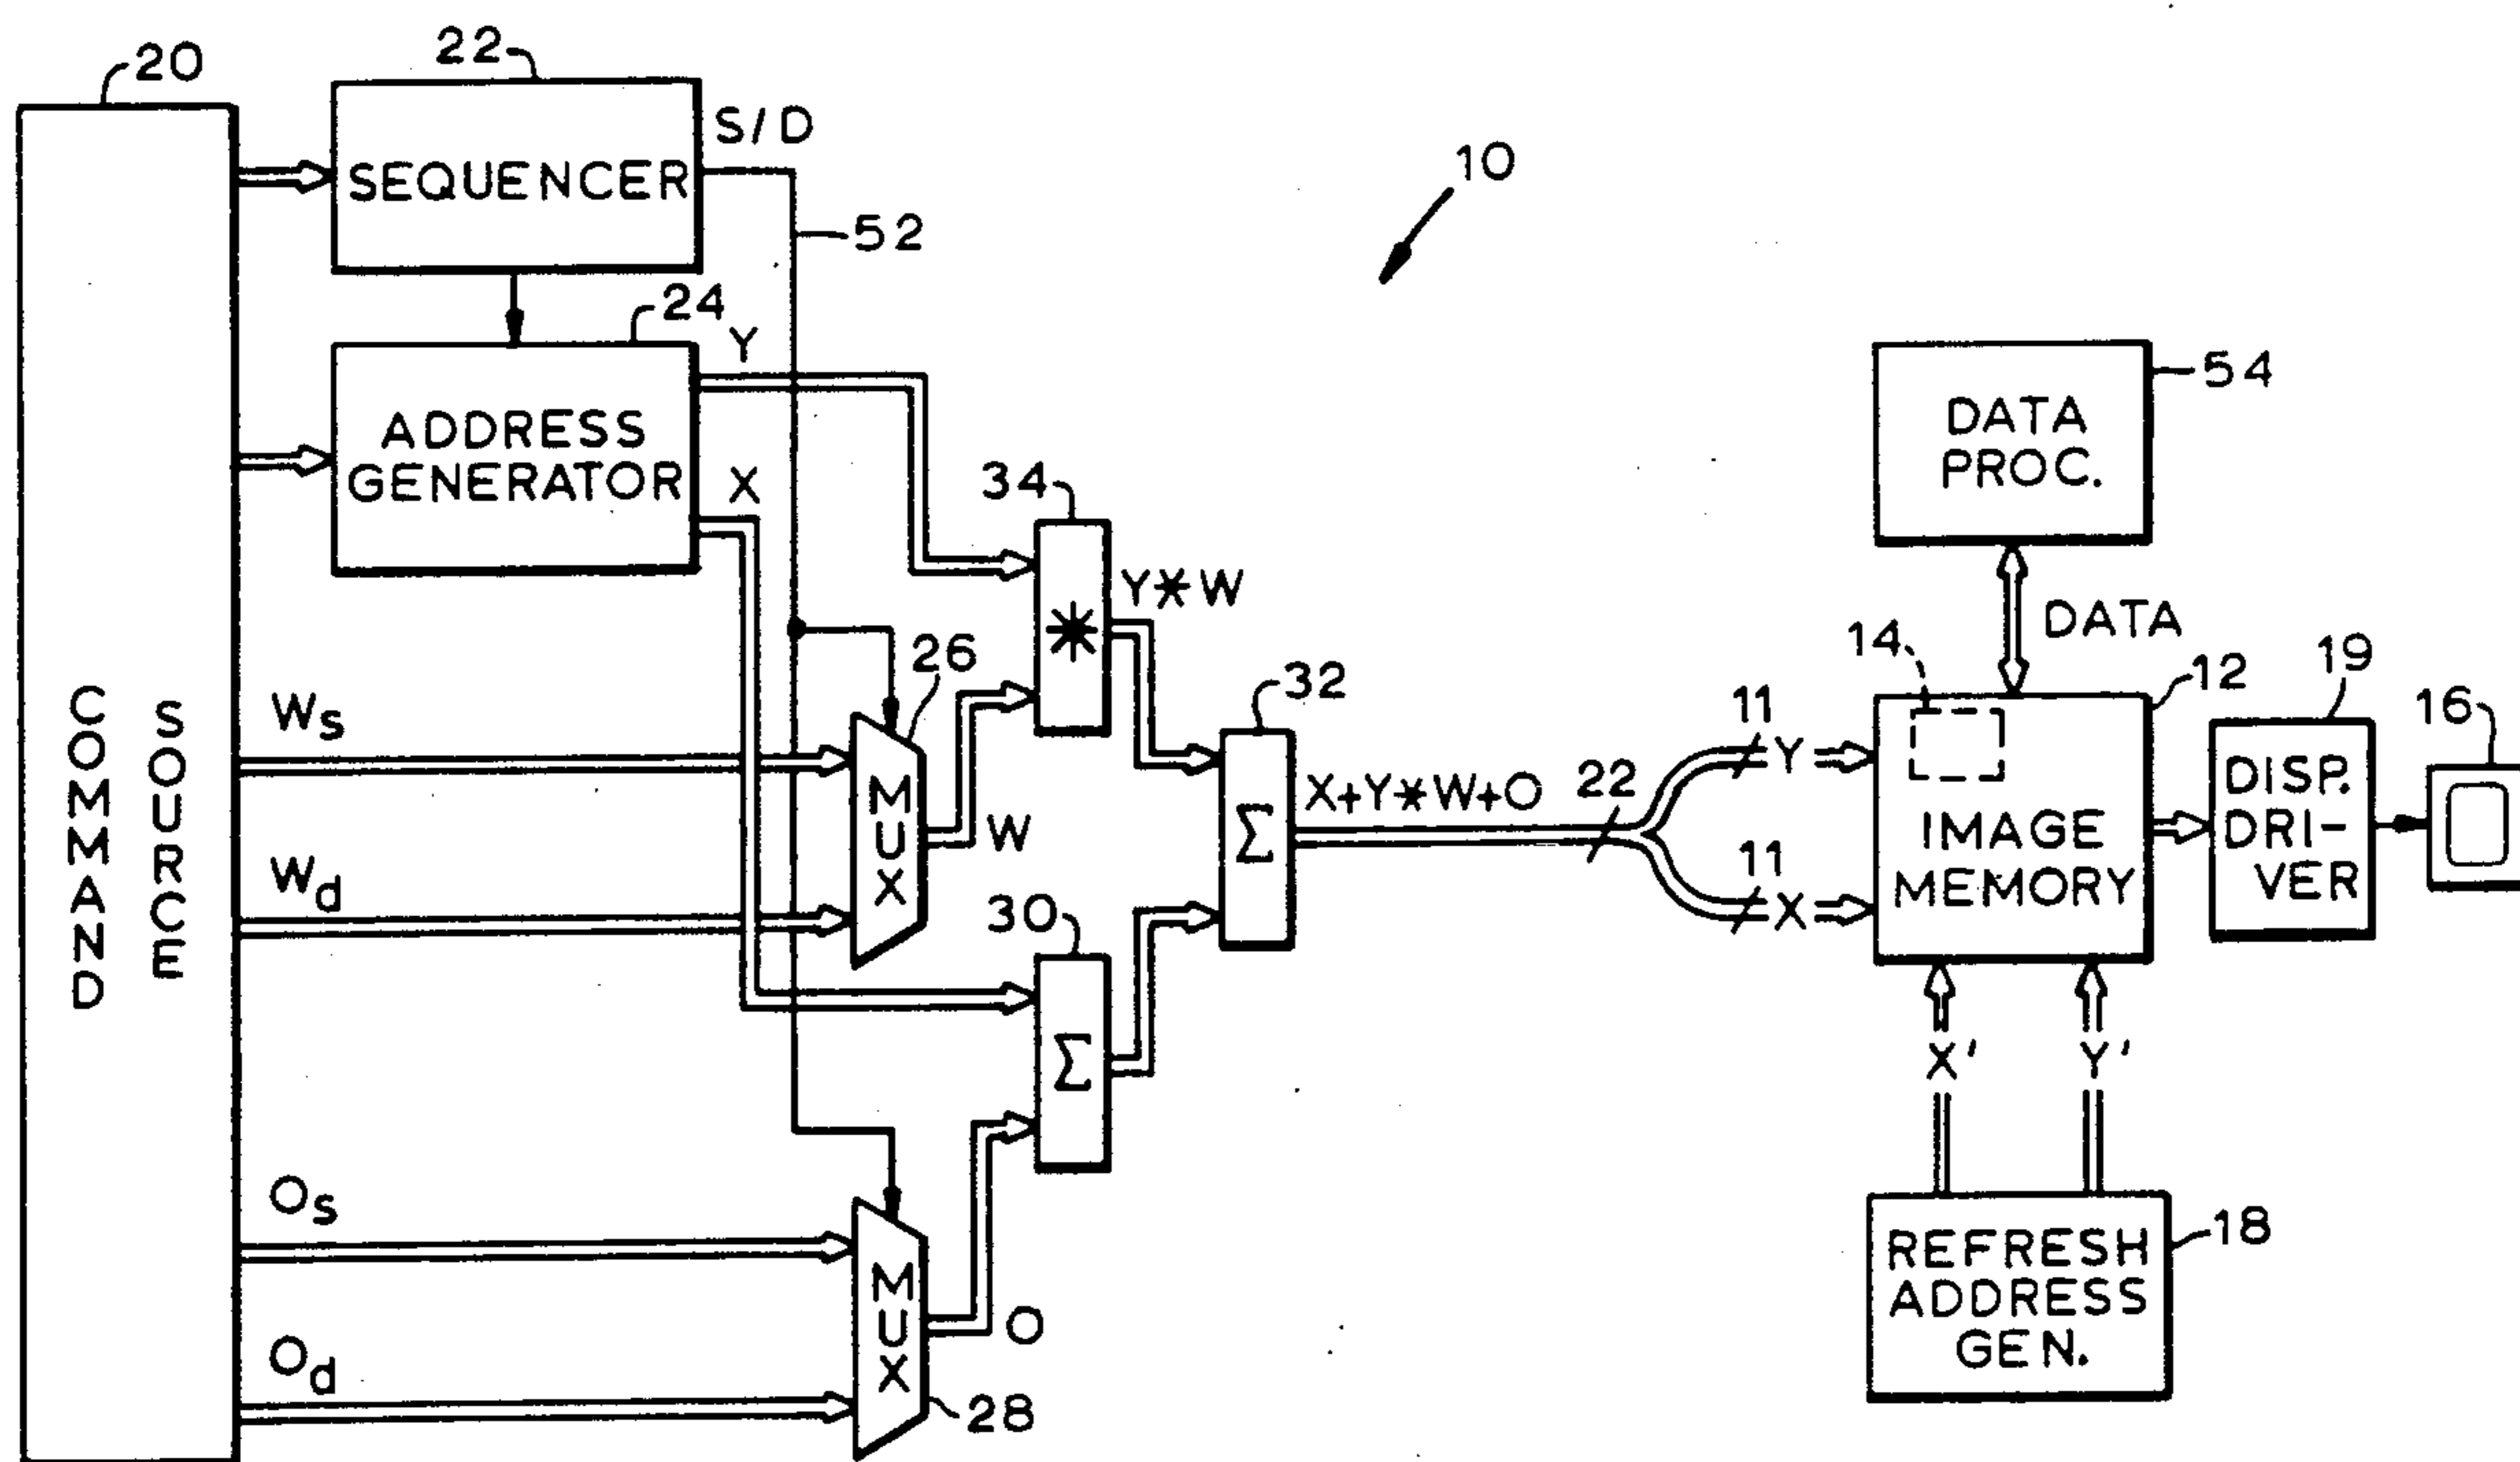 20
22
S/D
SEQUENCER
52
10
24
Y
ADDRESS
GENERATOR
X
34
Y*W
*
54
DATA
PROC.
DATA
14
12
19
16
26
32
COMMAND
SOURCE
Ws
Wd
MUX
W
Σ
X+Y*W+O
22
11
Y
11
X
IMAGE
MEMORY
DISP.
DRI-
VER
30
Σ
X'
Y'
Os
Od
MUX
O
28
REFRESH
ADDRESS
GEN.
18